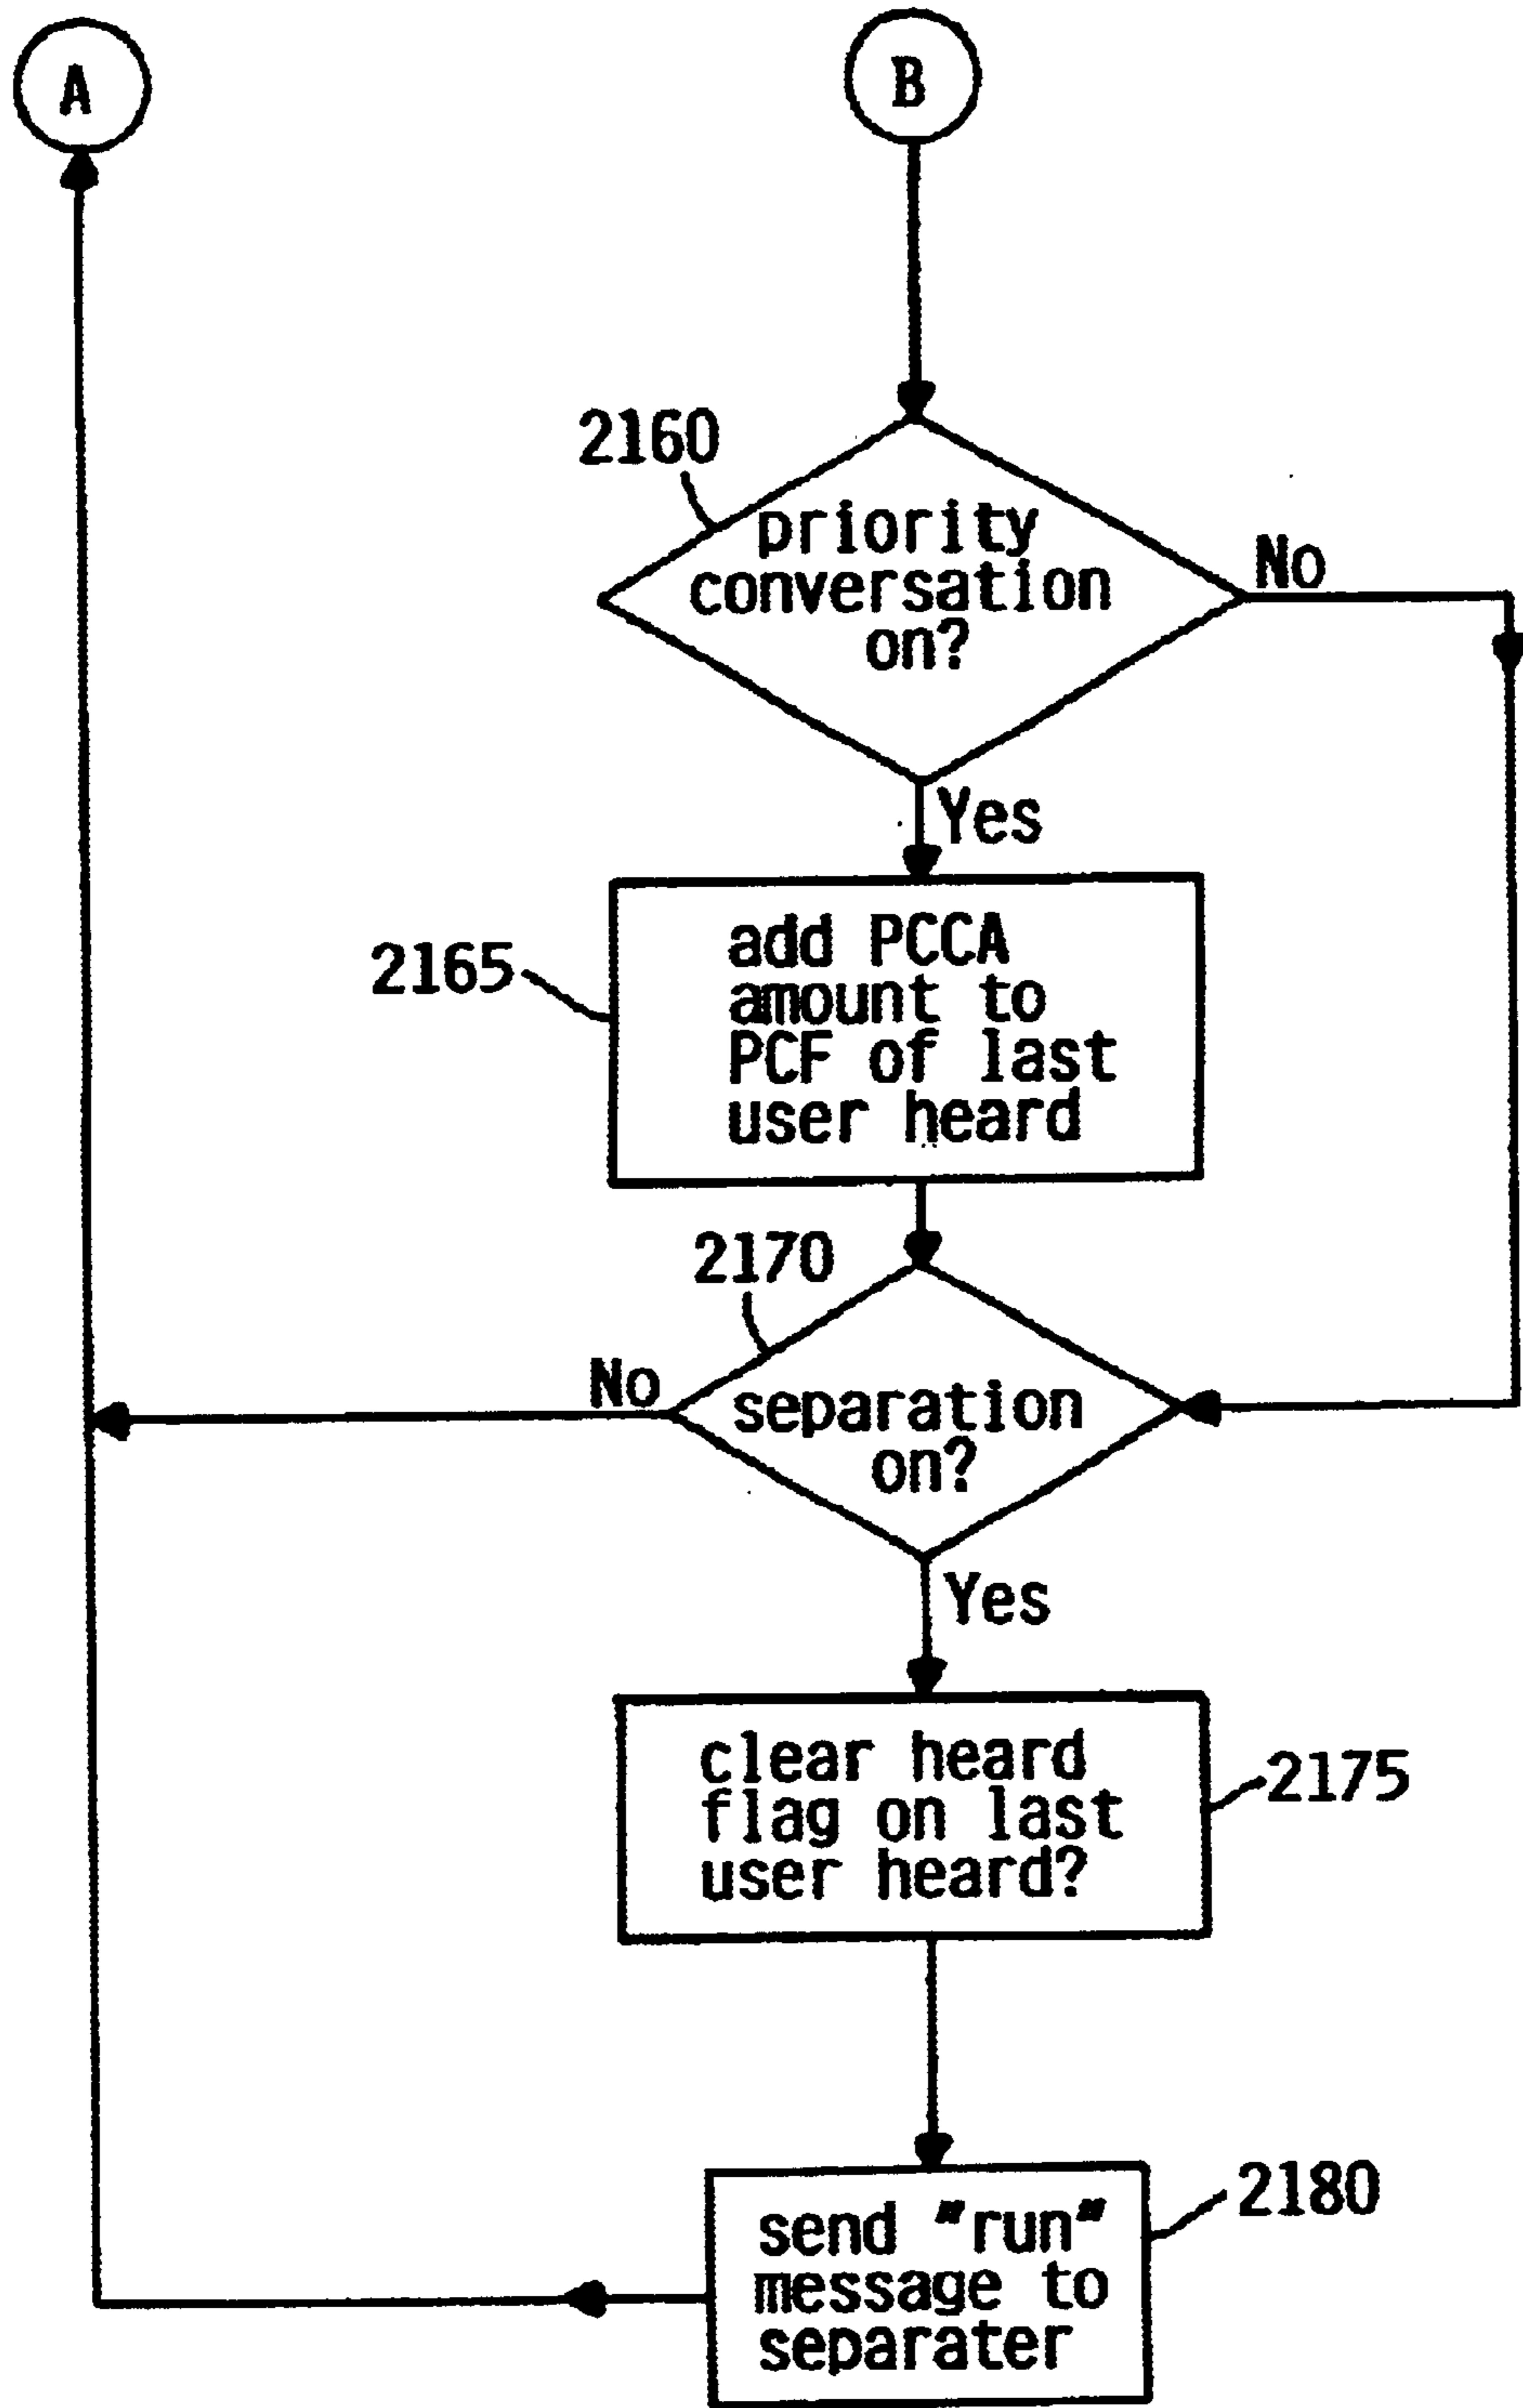 A
B
2160
priority
conversation
on?
No
Yes
2165
add PCCA
amount to
PCF of last
user heard
2170
No
separation
on?
Yes
clear heard
flag on last
user heard?
2175
2180
send "run"
message to
separater